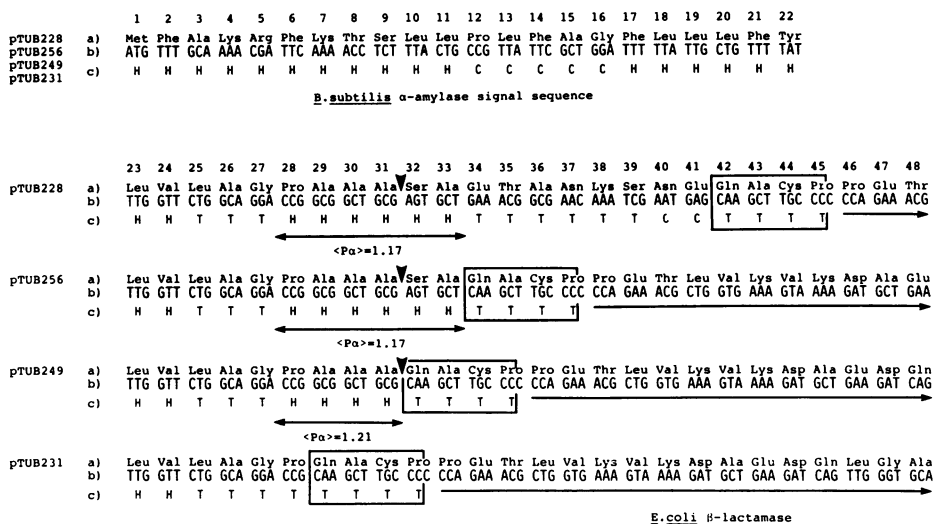 1 2 3 4 5 6 7 8 9 10 11 12 13 14 15 16 17 18 19 20 21 22
pTUB228 a) Met Phe Ala Lys Arg Phe Lys Thr Ser Leu Leu Pro Leu Phe Ala Gly Phe Leu Leu Leu Phe Tyr
pTUB256 b) ATG TTT GCA AAA CGA TTC AAA ACC TCT TTA CTG CCG TTA TTC GCT GGA TTT TTA TTG CTG TTT TAT
pTUB249
pTUB231 c) H H H H H H H H H H H C C C C C H H H H H H
B.subtilis α-amylase signal sequence
23 24 25 26 27 28 29 30 31 32 33 34 35 36 37 38 39 40 41 42 43 44 45 46 47 48
pTUB228 a) Leu Val Leu Ala Gly Pro Ala Ala Ala Ser Ala Glu Thr Ala Asn Lys Ser Asn Glu Gln Ala Cys Pro Pro Glu Thr
b) TTG GTT CTG GCA GGA CCG GCG GCT GCG AGT GCT GAA ACG GCG AAC AAA TCG AAT GAG CAA GCT TGC CCC CCA GAA ACG
c) H H T T T H H H H H H T T T T T T C C T T T T
<Pα>=1.17
pTUB256 a) Leu Val Leu Ala Gly Pro Ala Ala Ala Ser Ala Gln Ala Cys Pro Pro Glu Thr Leu Val Lys Val Lys Asp Ala Glu
b) TTG GTT CTG GCA GGA CCG GCG GCT GCG AGT GCT CAA GCT TGC CCC CCA GAA ACG CTG GTG AAA GTA AAA GAT GCT GAA
c) H H T T T H H H H H H T T T T
<Pα>=1.17
pTUB249 a) Leu Val Leu Ala Gly Pro Ala Ala Ala Gln Ala Cys Pro Pro Glu Thr Leu Val Lys Val Lys Asp Ala Glu Asp Gln
b) TTG GTT CTG GCA GGA CCG GCG GCT GCG CAA GCT TGC CCC CCA GAA ACG CTG GTG AAA GTA AAA GAT GCT GAA GAT CAG
c) H H T T T H H H H T T T T
<Pα>=1.21
pTUB231 a) Leu Val Leu Ala Gly Pro Gln Ala Cys Pro Pro Glu Thr Leu Val Lys Val Lys Asp Ala Glu Asp Gln Leu Gly Ala
b) TTG GTT CTG GCA GGA CCG CAA GCT TGC CCC CCA GAA ACG CTG GTG AAA GTA AAA GAT GCT GAA GAT CAG TTG GGT GCA
c) H H T T T T T T T T
E.coli β-lactamase